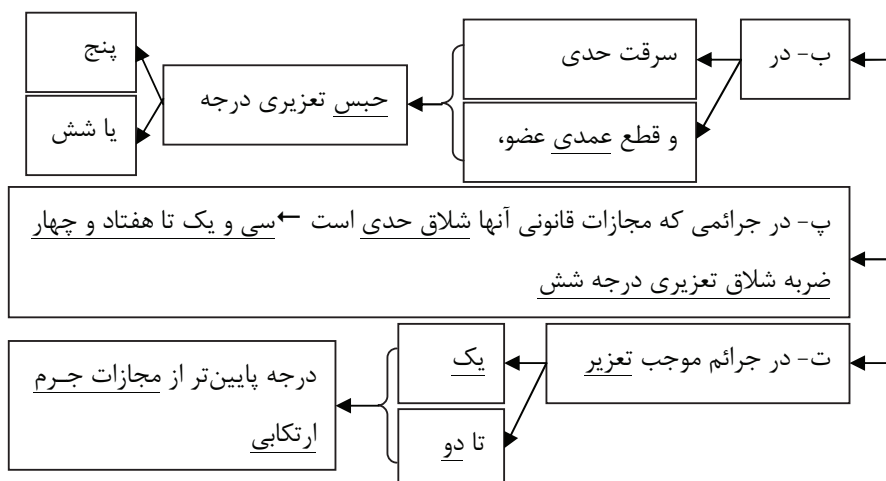 ب- در
سرقت حدی
و قطع عمدی عضو،
حبس تعزیری درجه
پنج
یا شش
پ- در جرائمی که مجازات قانونی آنها شلاق حدی است ←سی و یک تا هفتاد و چهار
ضربه شلاق تعزیری درجه شش
ت- در جرائم موجب تعزیر
یک
تا دو
درجه پایین‌تر از مجازات جـرم
ارتکابی